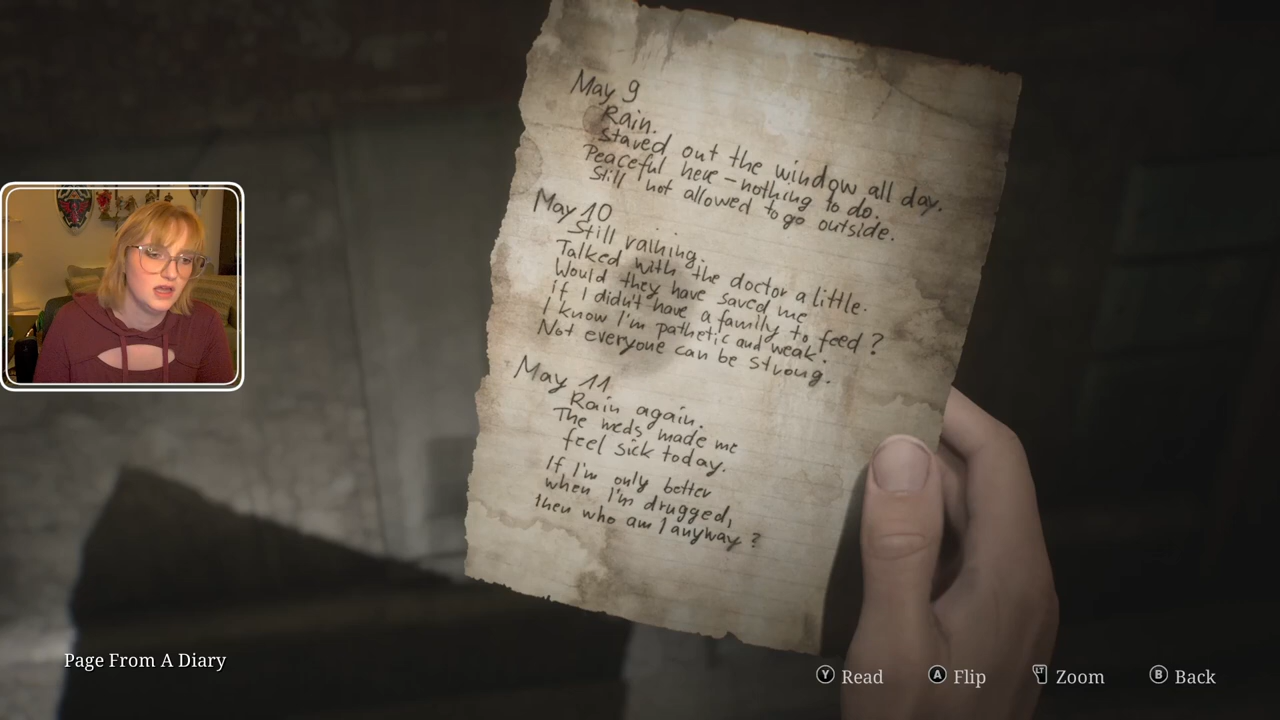 May 9
Rain.
Stared out the window all day.
Peaceful here – nothing to do.
Still not allowed to go outside.
May 10
Still raining.
Talked with the doctor a little.
Would they have saved me
if I didn't have a family to feed?
I know I'm pathetic and weak.
Not everyone can be strong.
May 11
Rain again.
The meds made me
feel sick today.
If I'm only better
when I'm drugged,
then who am I anyway?
Page From A Diary
Y Read
A Flip
LT Zoom
B Back